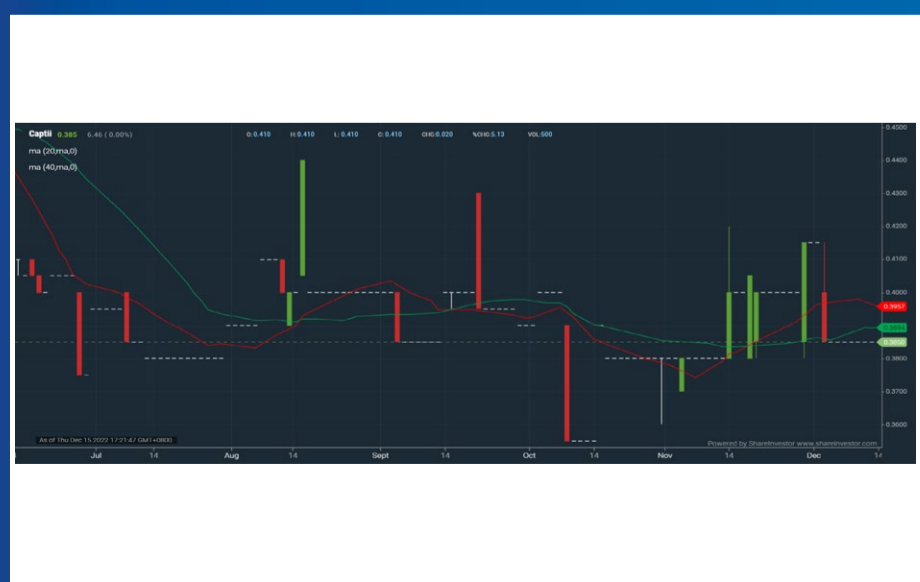 Captii 0.385 6.46 ( 0.00%) O:0.410 H:0.410 L: 0.410 C: 0.410 CHG:0.020 %CHG:5.13 VOL:600
ma (20,ma,0)
ma (40,ma,0)
0.4500
0.4400
0.4300
0.4200
0.4100
0.4000
0.3957
0.3850
0.3700
0.3600
As of Thu Dec 15 2022 17:21:47 GMT+0800
Powered by ShareInvestor www.shareinvestor.com
Jul 14 Aug 14 Sept 14 Oct 14 Nov 14 Dec 14